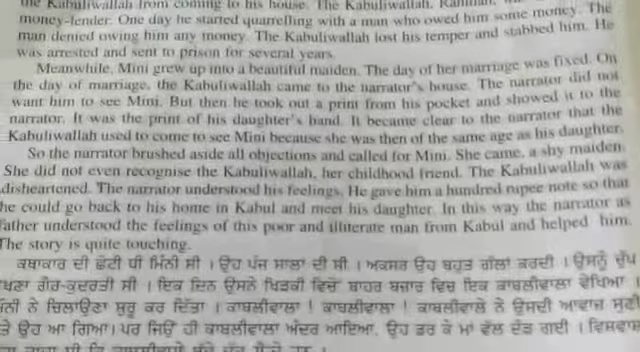 the Kabuliwallah from coming to his house. The Kabuliwallah, Rahman,
money-lender. One day he started quarrelling with a man who owed him some money. The
man denied owing him any money. The Kabuliwallah lost his temper and stabbed him. He
was arrested and sent to prison for several years.
Meanwhile, Mini grew up into a beautiful maiden. The day of her marriage was fixed. On
the day of marriage, the Kabuliwallah came to the narrator's house. The narrator did not
want him to see Mini. But then he took out a print from his pocket and showed it to the
narrator. It was the print of his daughter's hand. It became clear to the narrator that the
Kabuliwallah used to come to see Mini because she was then of the same age as his daughter.
So the narrator brushed aside all objections and called for Mini. She came, a shy maiden.
She did not even recognise the Kabuliwallah, her childhood friend. The Kabuliwallah was
disheartened. The narrator understood his feelings. He gave him a hundred rupee note so that
he could go back to his home in Kabul and meet his daughter. In this way the narrator as
father understood the feelings of this poor and illiterate man from Kabul and helped him.
The story is quite touching.
ਕਥਾਕਾਰ ਦੀ ਛੋਟੀ ਧੀ ਮਿੰਨੀ ਸੀ । ਉਹ ਪੰਜ ਸਾਲਾਂ ਦੀ ਸੀ । ਅਕਸਰ ਉਹ ਬਹੁਤ ਗੱਲਾਂ ਕਰਦੀ । ਉਸਨੂੰ ਚੁੱਪ
ਗੈਰ-ਕੁਦਰਤੀ ਸੀ । ਇਕ ਦਿਨ ਉਸਨੇ ਖਿੜਕੀ ਵਿਚੋਂ ਬਾਹਰ ਬਜ਼ਾਰ ਵਿਚ ਇਕ ਕਾਬਲੀਵਾਲਾ ਵੇਖਿਆ ।
ਨੇ ਚਿਲਾਉਣਾ ਸ਼ੁਰੂ ਕਰ ਦਿੱਤਾ । ਕਾਬਲੀਵਾਲਾ ! ਕਾਬਲੀਵਾਲਾ ! ਕਾਬਲੀਵਾਲੇ ਨੇ ਉਸਦੀ ਆਵਾਜ਼ ਸੁਣੀ
ਤੇ ਉਹ ਆ ਗਿਆ। ਪਰ ਜਿਉਂ ਹੀ ਕਾਬਲੀਵਾਲਾ ਅੰਦਰ ਆਇਆ, ਉਹ ਡਰ ਕੇ ਮਾਂ ਵੱਲ ਦੌੜ ਗਈ ।